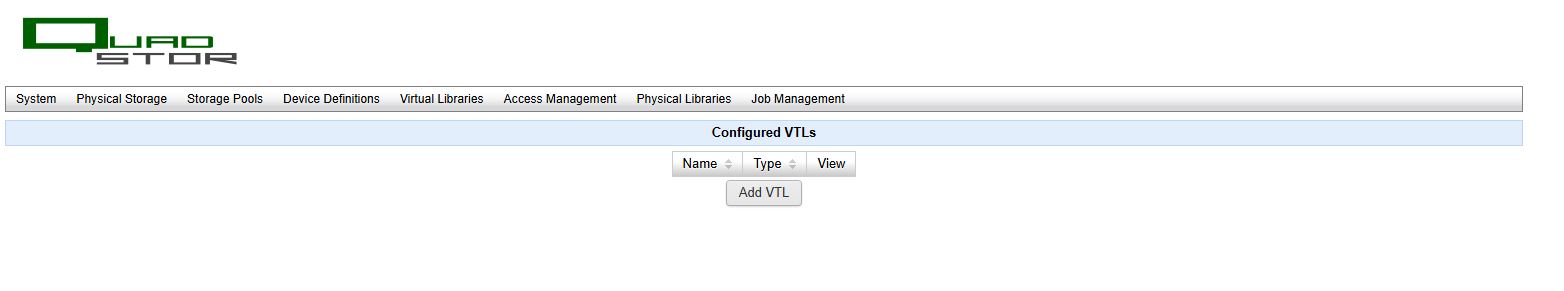 QUAD
STOR
System Physical Storage Storage Pools Device Definitions Virtual Libraries Access Management Physical Libraries Job Management
Configured VTLs
Name Type View
Add VTL